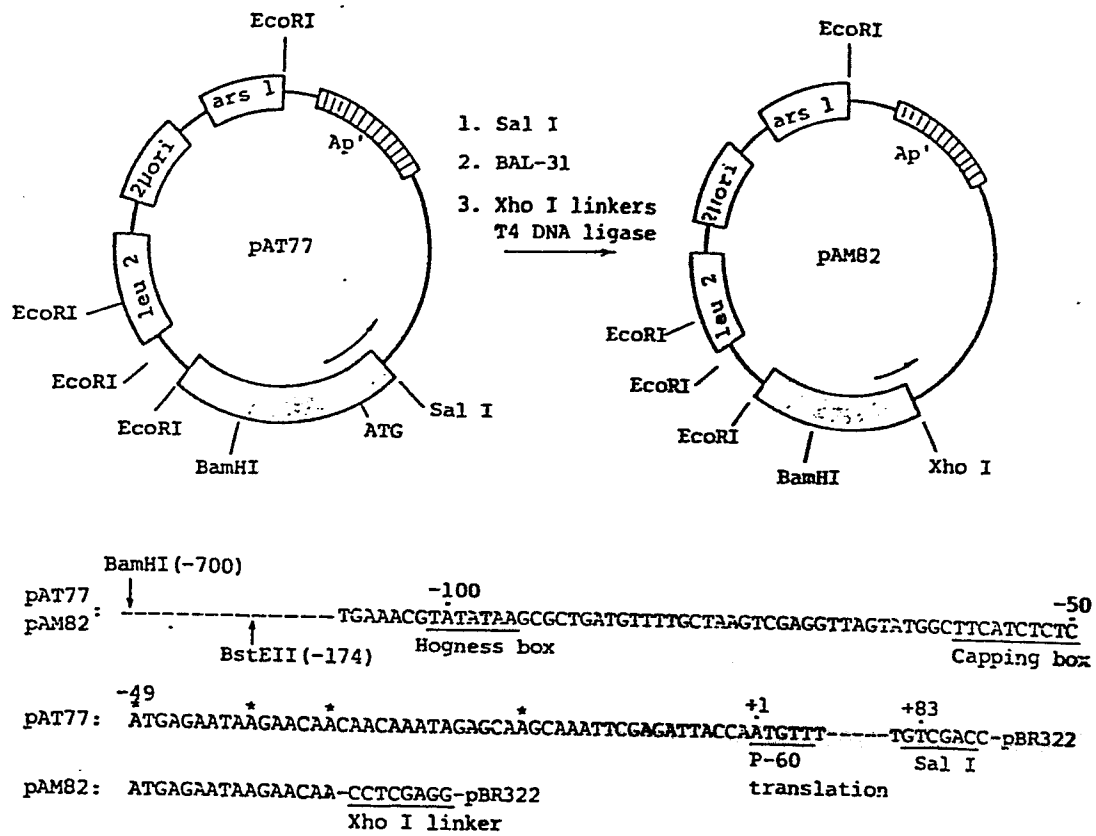 EcoRI
ars 1
Ap'
2μori
pAT77
leu 2
EcoRI
EcoRI
EcoRI
BamHI
ATG
Sal I
1. Sal I
2. BAL-31
3. Xho I linkers
T4 DNA ligase
EcoRI
ars 1
Ap'
2μori
pAM82
leu 2
EcoRI
EcoRI
EcoRI
BamHI
Xho I
BamHI(-700)
-100
-50
pAT77
pAM82
: TGAAACGTATATAAGCGCTGATGTTTTGCTAAGTCGAGGTTAGTATGGCTTCATCTCTC
BstEII(-174)
Hogness box
Capping box
-49
* * * *
+1
+83
pAT77: ATGAGAATAAGAACAACAACAAATAGAGCAAGCAAATTCGAGATTACCAATGTTT-----TGTCGACC-pBR322
P-60
translation
Sal I
pAM82: ATGAGAATAAGAACAA-CCTCGAGG-pBR322
Xho I linker